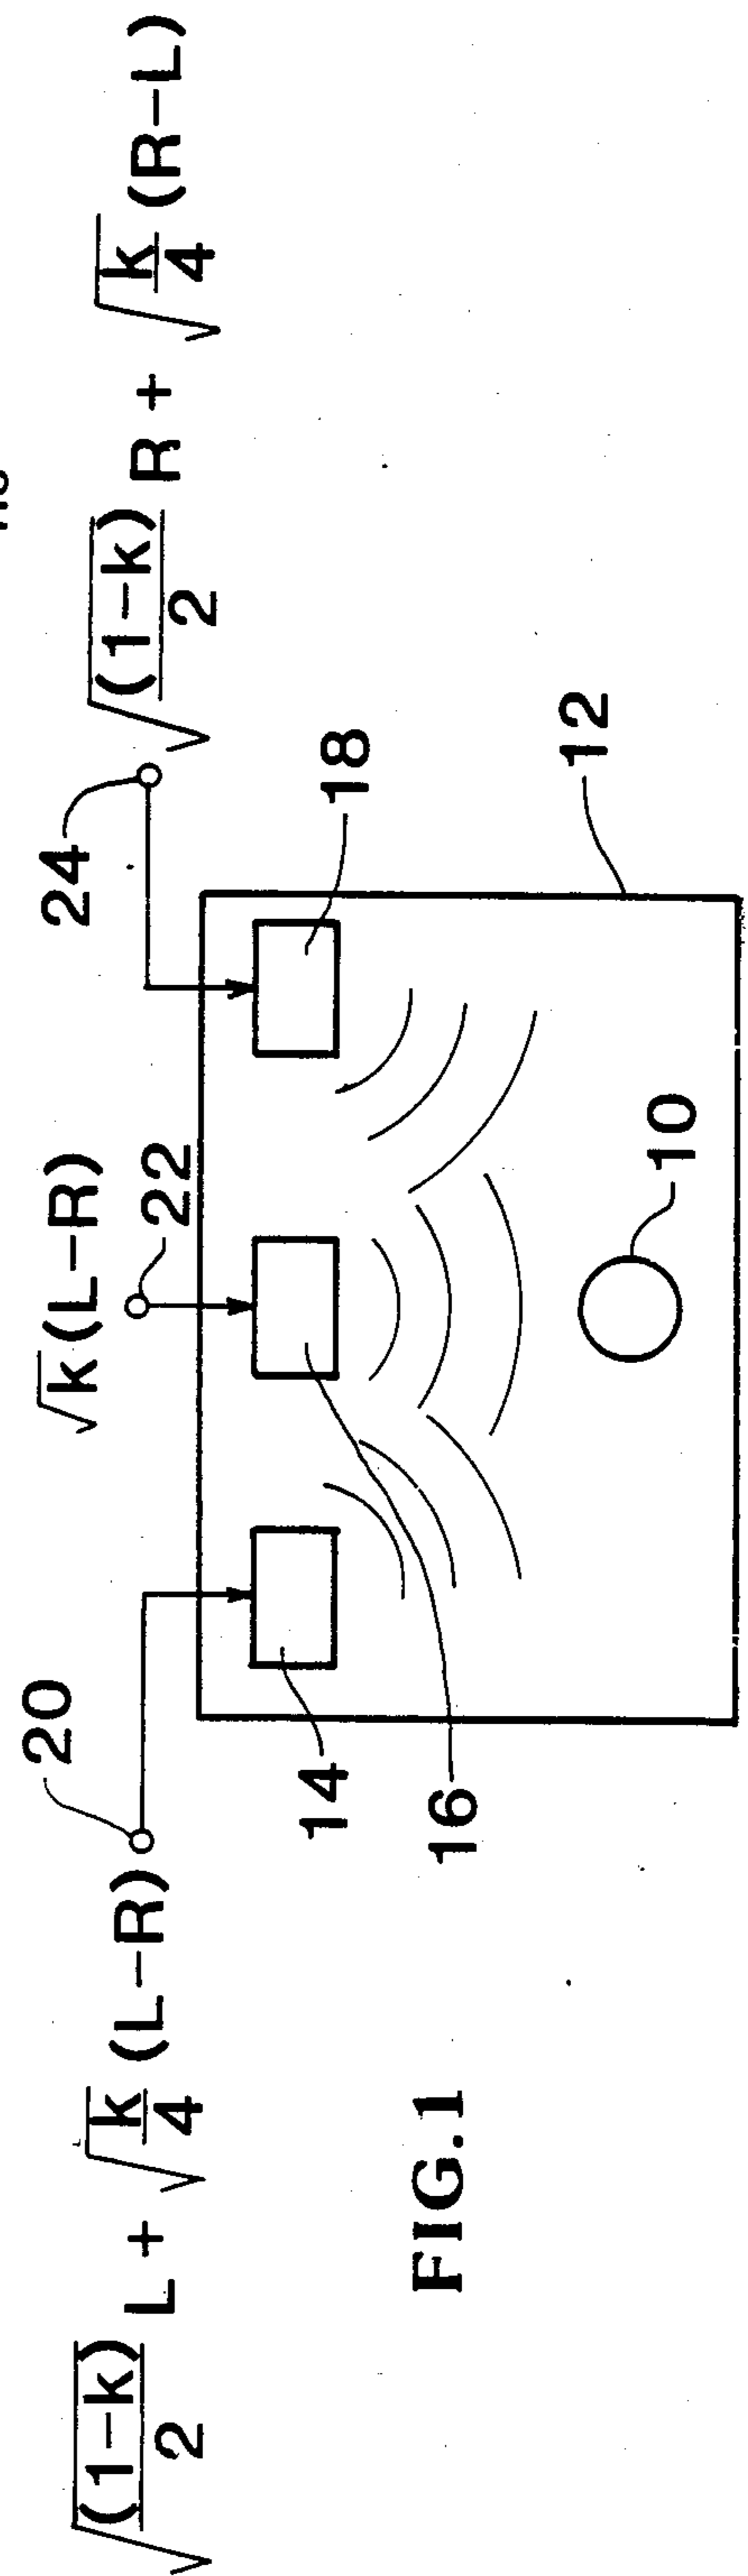 √((1−k)/2) L + √(k/4) (L−R)
√k (L−R)
√((1−k)/2) R + √(k/4) (R−L)
20
22
24
14
16
18
12
10
FIG.1